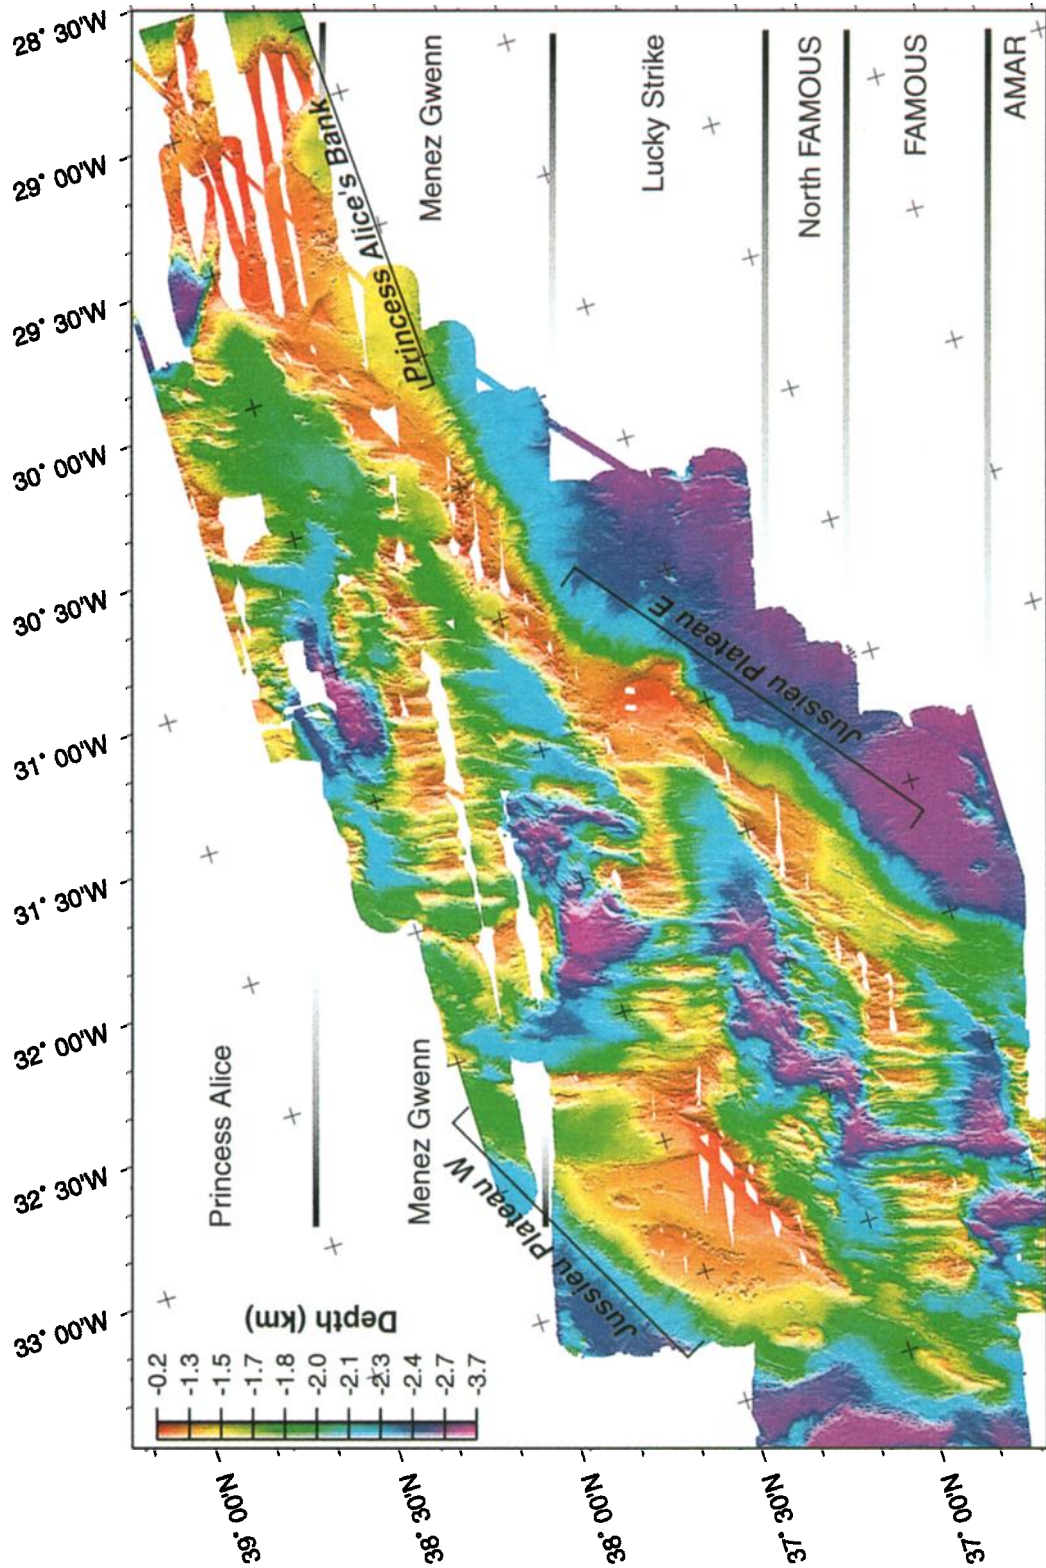 28° 30'W
29° 00'W
29° 30'W
30° 00'W
30° 30'W
31° 00'W
31° 30'W
32° 00'W
32° 30'W
33° 00'W
39° 00'N
38° 30'N
38° 00'N
37° 30'N
37° 00'N
Princess Alice
Menez Gwenn
Princess Alice's Bank
Menez Gwenn
Lucky Strike
North FAMOUS
FAMOUS
AMAR
Jussieu Plateau E
Jussieu Plateau W
Depth (km)
-0.2
-1.3
-1.5
-1.7
-1.8
-2.0
-2.1
-2.3
-2.4
-2.7
-3.7